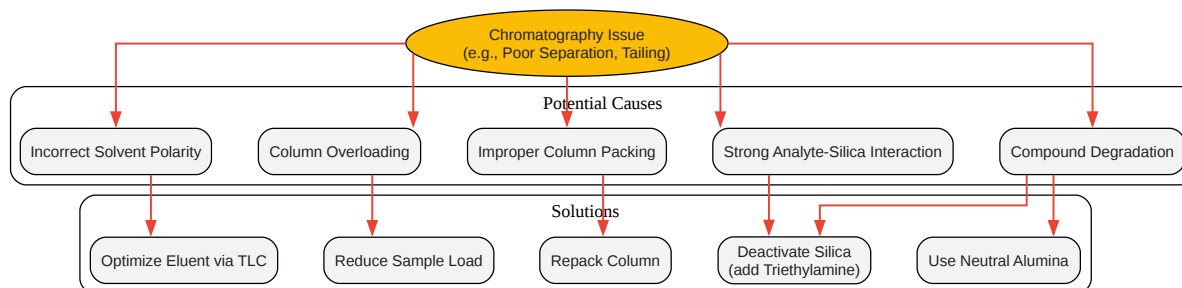 Chromatography Issue
(e.g., Poor Separation, Tailing)
Potential Causes
Incorrect Solvent Polarity
Column Overloading
Improper Column Packing
Strong Analyte-Silica Interaction
Compound Degradation
Solutions
Optimize Eluent via TLC
Reduce Sample Load
Repack Column
Deactivate Silica
(add Triethylamine)
Use Neutral Alumina